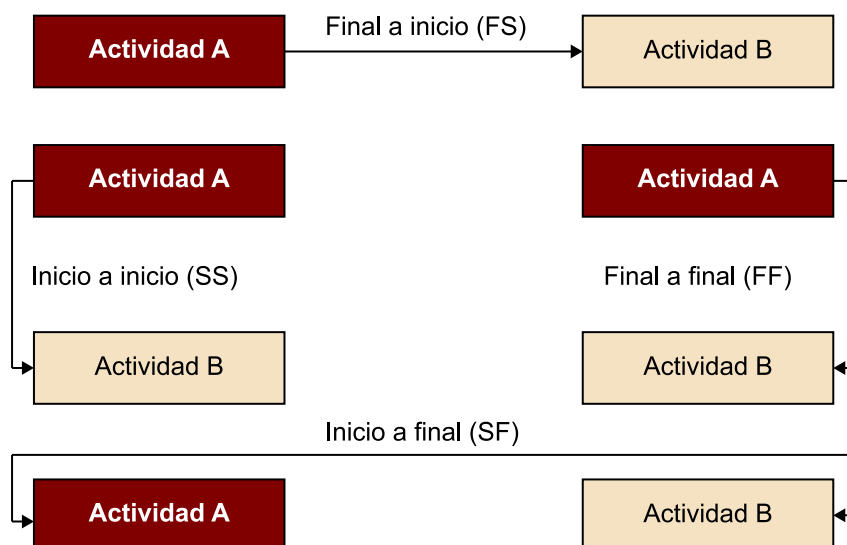 Final a inicio (FS)
Actividad A
Actividad B
Actividad A
Actividad A
Inicio a inicio (SS)
Final a final (FF)
Actividad B
Actividad B
Inicio a final (SF)
Actividad A
Actividad B